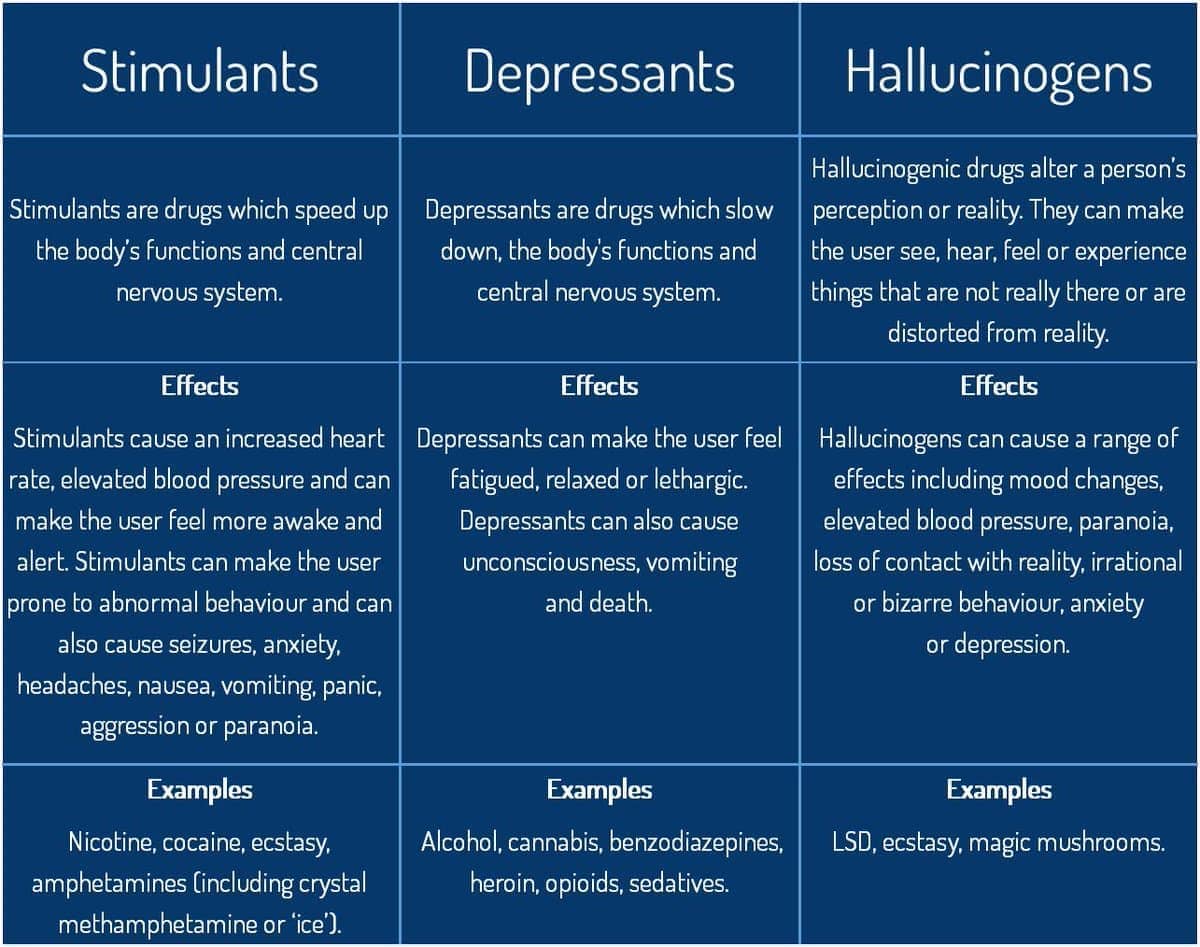 Stimulants
Depressants
Hallucinogens
Stimulants are drugs which speed up
the body's functions and central
nervous system.
Depressants are drugs which slow
down, the body's functions and
central nervous system.
Hallucinogenic drugs alter a person's
perception or reality. They can make
the user see, hear, feel or experience
things that are not really there or are
distorted from reality.
Effects
Stimulants cause an increased heart
rate, elevated blood pressure and can
make the user feel more awake and
alert. Stimulants can make the user
prone to abnormal behaviour and can
also cause seizures, anxiety,
headaches, nausea, vomiting, panic,
aggression or paranoia.
Effects
Depressants can make the user feel
fatigued, relaxed or lethargic.
Depressants can also cause
unconsciousness, vomiting
and death.
Effects
Hallucinogens can cause a range of
effects including mood changes,
elevated blood pressure, paranoia,
loss of contact with reality, irrational
or bizarre behaviour, anxiety
or depression.
Examples
Nicotine, cocaine, ecstasy,
amphetamines (including crystal
methamphetamine or 'ice').
Examples
Alcohol, cannabis, benzodiazepines,
heroin, opioids, sedatives.
Examples
LSD, ecstasy, magic mushrooms.